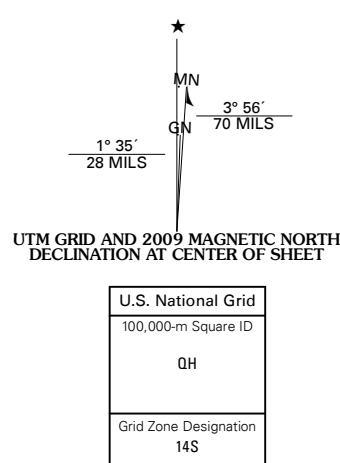 ★
MN
3° 56´
70 MILS
GN
1° 35´
28 MILS
UTM GRID AND 2009 MAGNETIC NORTH
DECLINATION AT CENTER OF SHEET
U.S. National Grid
100,000-m Square ID
QH
Grid Zone Designation
14S